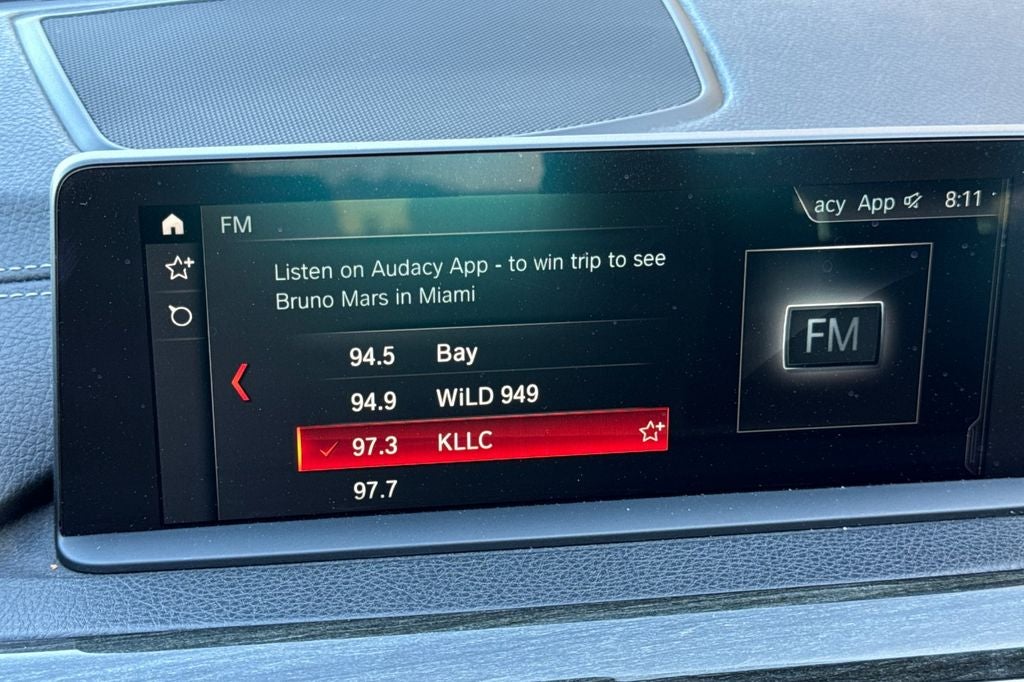 FM
acy App 8:11
Listen on Audacy App - to win trip to see
Bruno Mars in Miami
FM
94.5 Bay
94.9 WiLD 949
97.3 KLLC
97.7